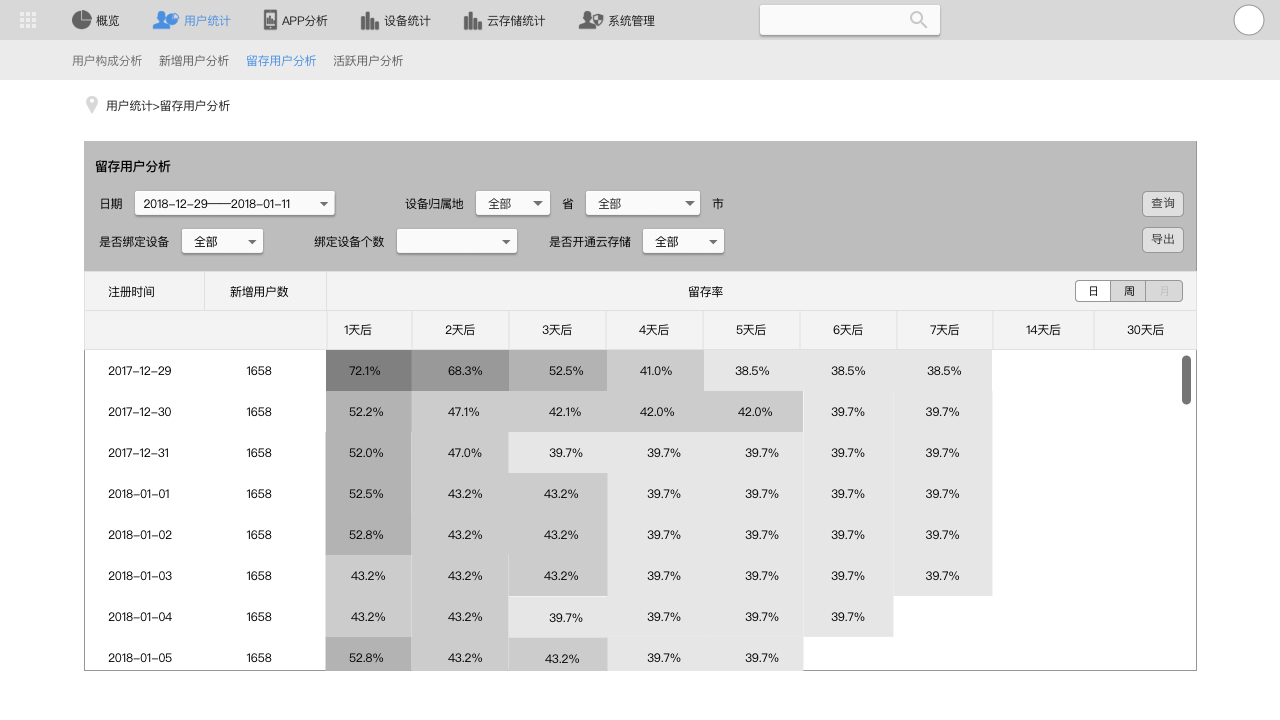 概览 用户统计 APP分析 设备统计 云存储统计 系统管理
用户构成分析 新增用户分析 留存用户分析 活跃用户分析
用户统计>留存用户分析
留存用户分析
日期 2018-12-29——2018-01-11 设备归属地 全部 省 全部 市 查询
是否绑定设备 全部 绑定设备个数 是否开通云存储 全部 导出
注册时间 新增用户数 留存率 日 周 月
1天后 2天后 3天后 4天后 5天后 6天后 7天后 14天后 30天后
2017-12-29 1658 72.1% 68.3% 52.5% 41.0% 38.5% 38.5% 38.5%
2017-12-30 1658 52.2% 47.1% 42.1% 42.0% 42.0% 39.7% 39.7%
2017-12-31 1658 52.0% 47.0% 39.7% 39.7% 39.7% 39.7% 39.7%
2018-01-01 1658 52.5% 43.2% 43.2% 39.7% 39.7% 39.7% 39.7%
2018-01-02 1658 52.8% 43.2% 43.2% 39.7% 39.7% 39.7% 39.7%
2018-01-03 1658 43.2% 43.2% 43.2% 39.7% 39.7% 39.7% 39.7%
2018-01-04 1658 43.2% 43.2% 39.7% 39.7% 39.7% 39.7%
2018-01-05 1658 52.8% 43.2% 43.2% 39.7% 39.7%